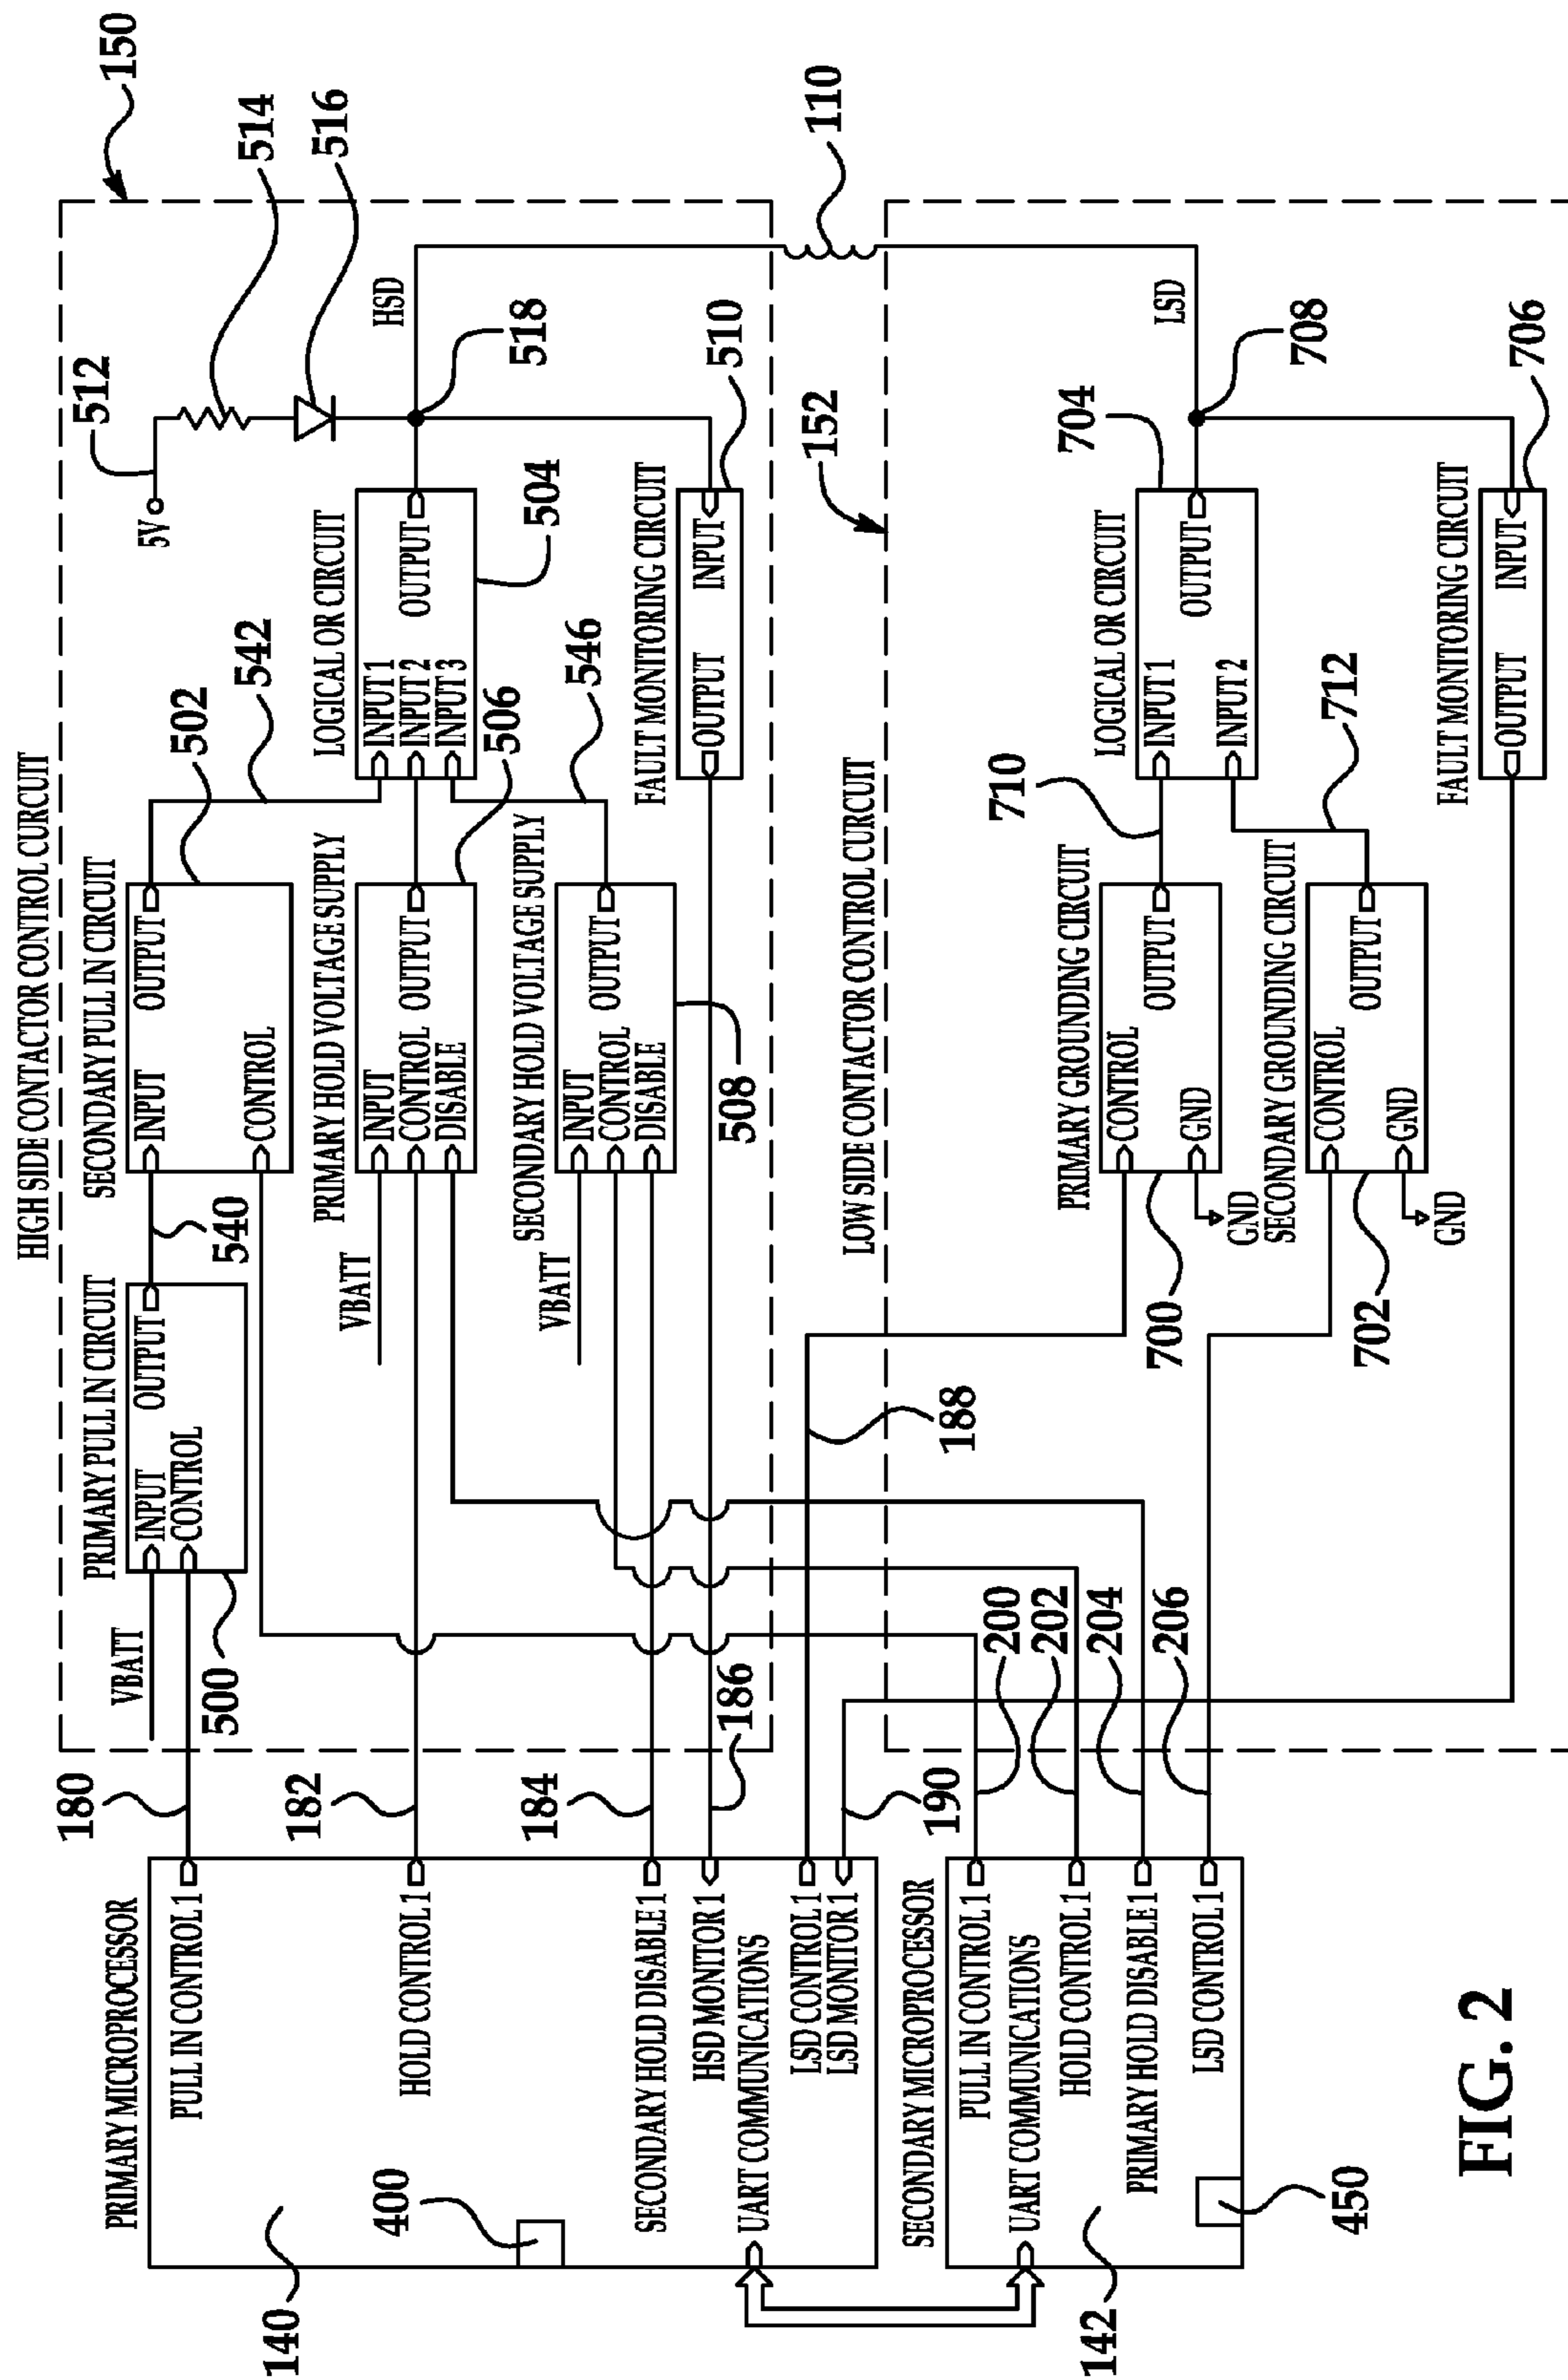 HIGH SIDE CONTACTOR CONTROL CURCUIT
150
PRIMARY PULL IN CIRCUIT
SECONDARY PULL IN CIRCUIT
VBATT
INPUT
CONTROL
OUTPUT
500
540
INPUT
CONTROL
OUTPUT
502
542
5V
512
514
516
PRIMARY HOLD VOLTAGE SUPPLY
VBATT
INPUT
CONTROL
DISABLE
OUTPUT
506
LOGICAL OR CIRCUIT
INPUT 1
INPUT 2
INPUT 3
OUTPUT
504
HSD
518
SECONDARY HOLD VOLTAGE SUPPLY
VBATT
INPUT
CONTROL
DISABLE
OUTPUT
508
546
FAULT MONITORING CIRCUIT
OUTPUT
INPUT
510
110
PRIMARY MICROPROCESSOR
PULL IN CONTROL 1
180
HOLD CONTROL 1
182
400
SECONDARY HOLD DISABLE 1
184
HSD MONITOR 1
186
UART COMMUNICATIONS
LSD CONTROL 1
188
LSD MONITOR 1
190
140
LOW SIDE CONTACTOR CONTROL CURCUIT
152
SECONDARY MICROPROCESSOR
PULL IN CONTROL 1
200
UART COMMUNICATIONS
HOLD CONTROL 1
202
PRIMARY HOLD DISABLE 1
204
LSD CONTROL 1
206
142
450
PRIMARY GROUNDING CIRCUIT
CONTROL
GND
OUTPUT
GND
700
710
SECONDARY GROUNDING CIRCUIT
CONTROL
GND
OUTPUT
GND
702
712
LOGICAL OR CIRCUIT
INPUT 1
INPUT 2
OUTPUT
704
LSD
708
FAULT MONITORING CIRCUIT
OUTPUT
INPUT
706
FIG. 2